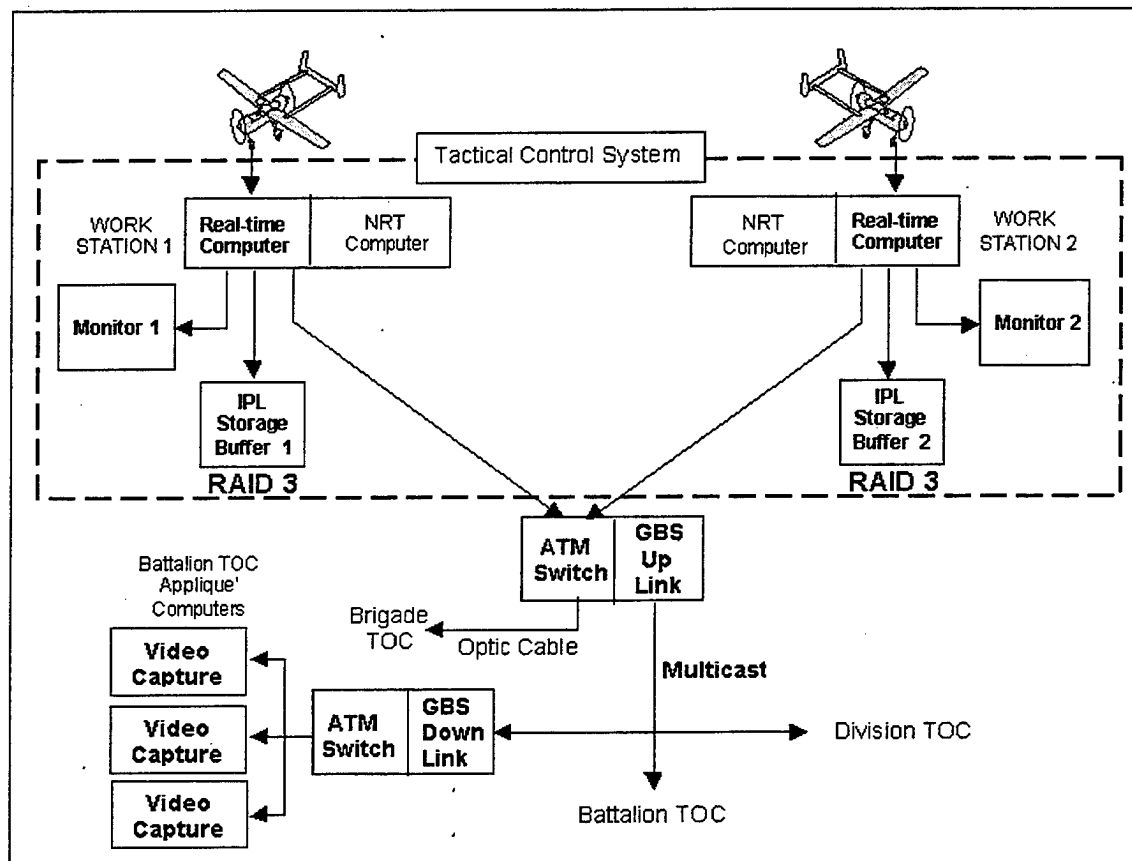 Tactical Control System
WORK
STATION 1
Real-time
Computer
NRT
Computer
NRT
Computer
Real-time
Computer
WORK
STATION 2
Monitor 1
Monitor 2
IPL
Storage
Buffer 1
RAID 3
IPL
Storage
Buffer 2
RAID 3
ATM
Switch
GBS
Up
Link
Brigade
TOC
Optic Cable
Multicast
Battalion TOC
Applique'
Computers
Video
Capture
Video
Capture
Video
Capture
ATM
Switch
GBS
Down
Link
Division TOC
Battalion TOC